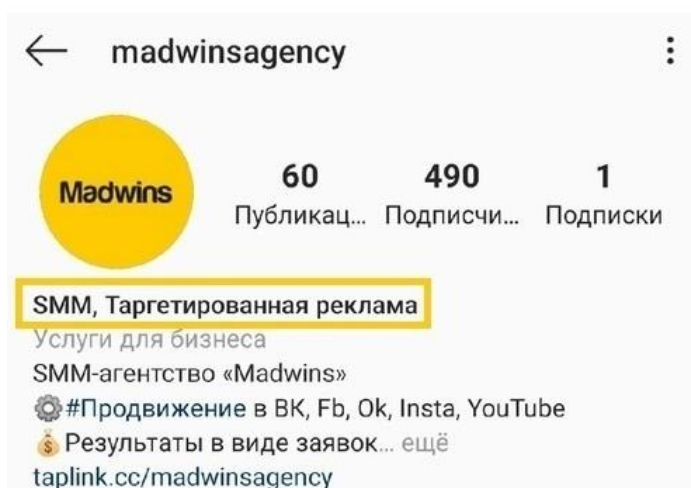 madwinsagency
Madwins
60 490 1
Публикац... Подписчи... Подписки
SMM, Таргетированная реклама
Услуги для бизнеса
SMM-агентство «Madwins»
#Продвижение в ВК, Fb, Ok, Insta, YouTube
Результаты в виде заявок... ещё
taplink.cc/madwinsagency